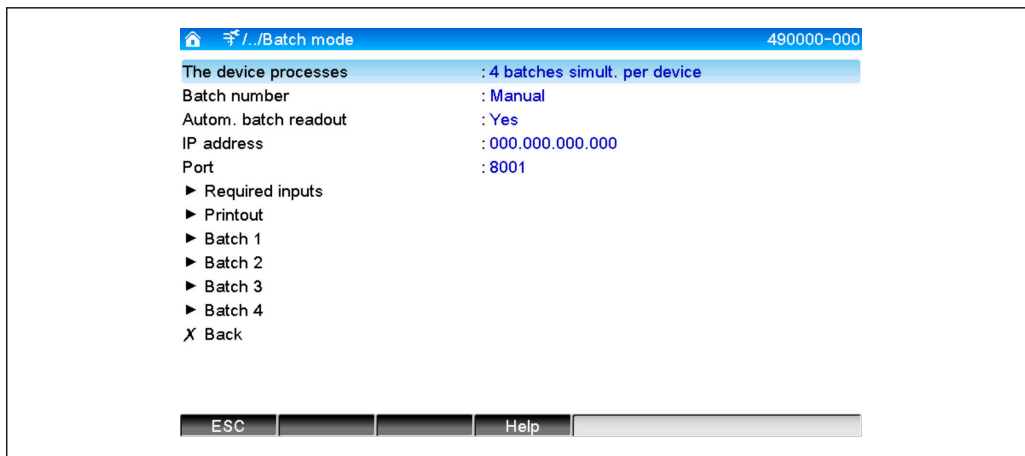 /../Batch mode 490000-000
The device processes : 4 batches simult. per device
Batch number : Manual
Autom. batch readout : Yes
IP address : 000.000.000.000
Port : 8001
► Required inputs
► Printout
► Batch 1
► Batch 2
► Batch 3
► Batch 4
X Back
ESC Help